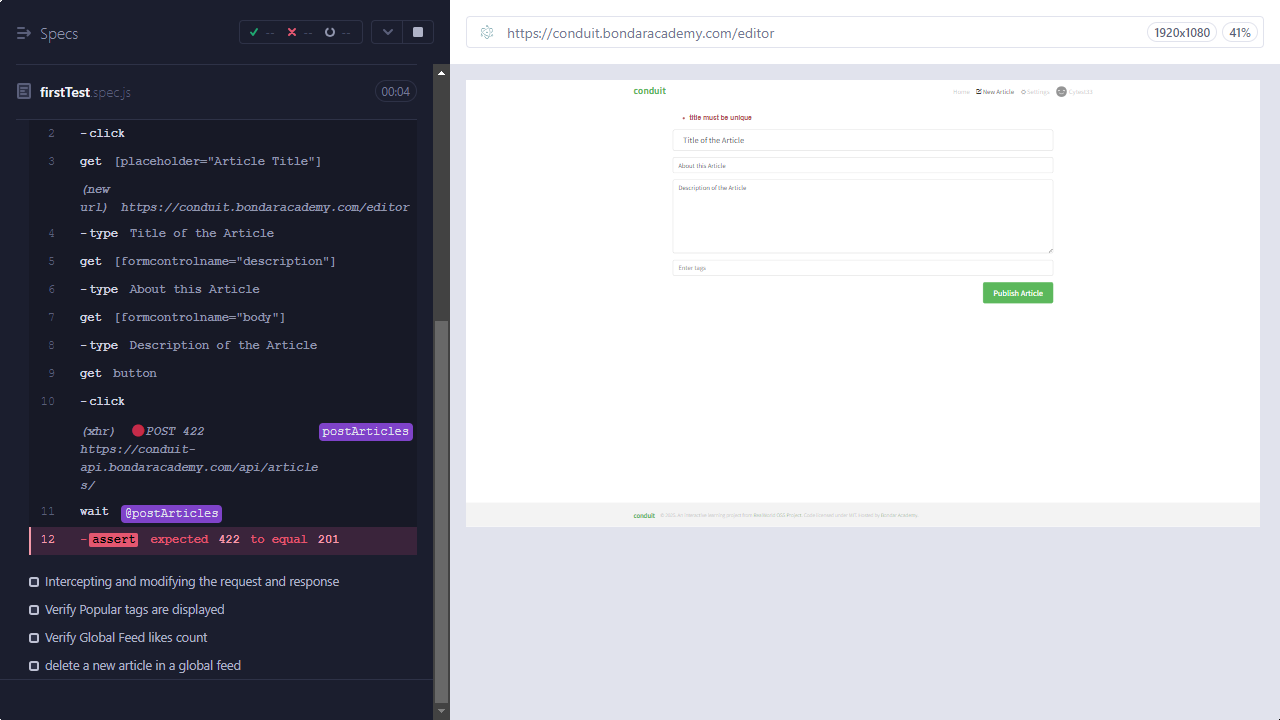 Specs
-- -- --
firstTest.spec.js 00:04
2 -click
3 get [placeholder="Article Title"]
(new
url) https://conduit.bondaracademy.com/editor
4 -type Title of the Article
5 get [formcontrolname="description"]
6 -type About this Article
7 get [formcontrolname="body"]
8 -type Description of the Article
9 get button
10 -click
(xhr) POST 422 postArticles
https://conduit-
api.bondaracademy.com/api/article
s/
11 wait @postArticles
12 -assert expected 422 to equal 201
Intercepting and modifying the request and response
Verify Popular tags are displayed
Verify Global Feed likes count
delete a new article in a global feed
https://conduit.bondaracademy.com/editor 1920x1080 41%
conduit Home New Article Settings
title must be unique
Title of the Article
About this Article
Description of the Article
Enter tags
Publish Article
conduit